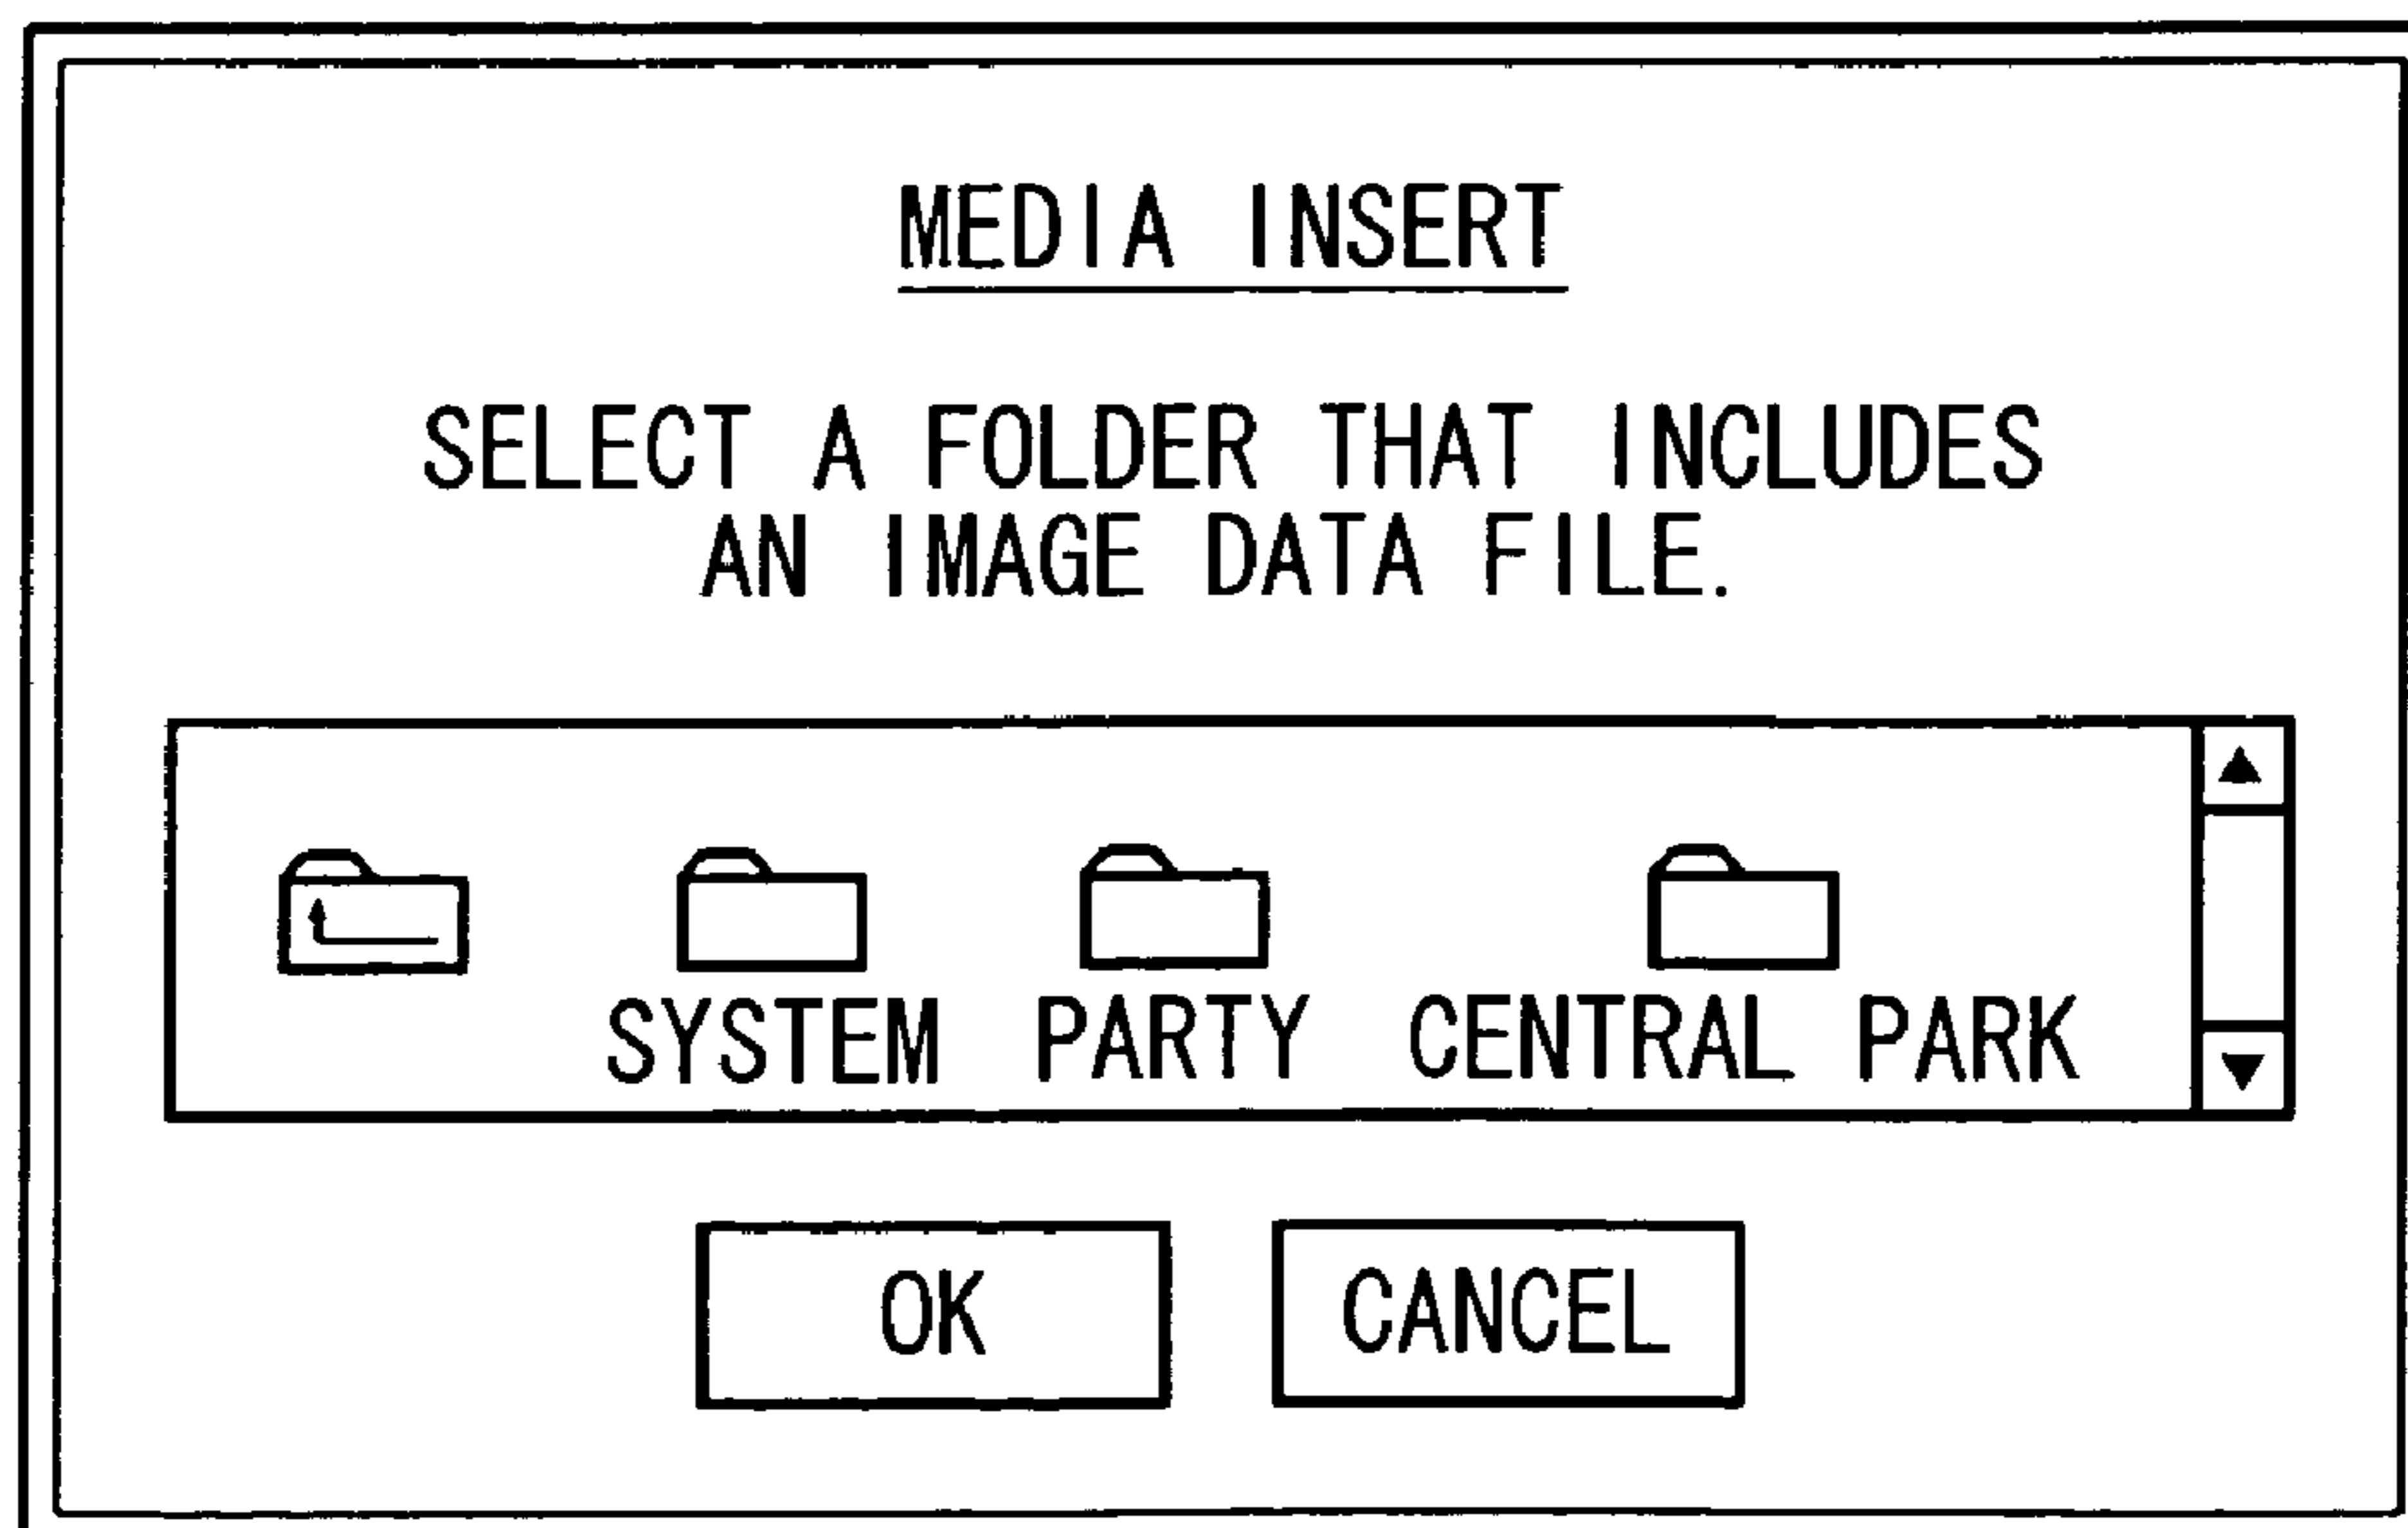 MEDIA INSERT
SELECT A FOLDER THAT INCLUDES
AN IMAGE DATA FILE.
SYSTEM PARTY CENTRAL PARK
OK CANCEL